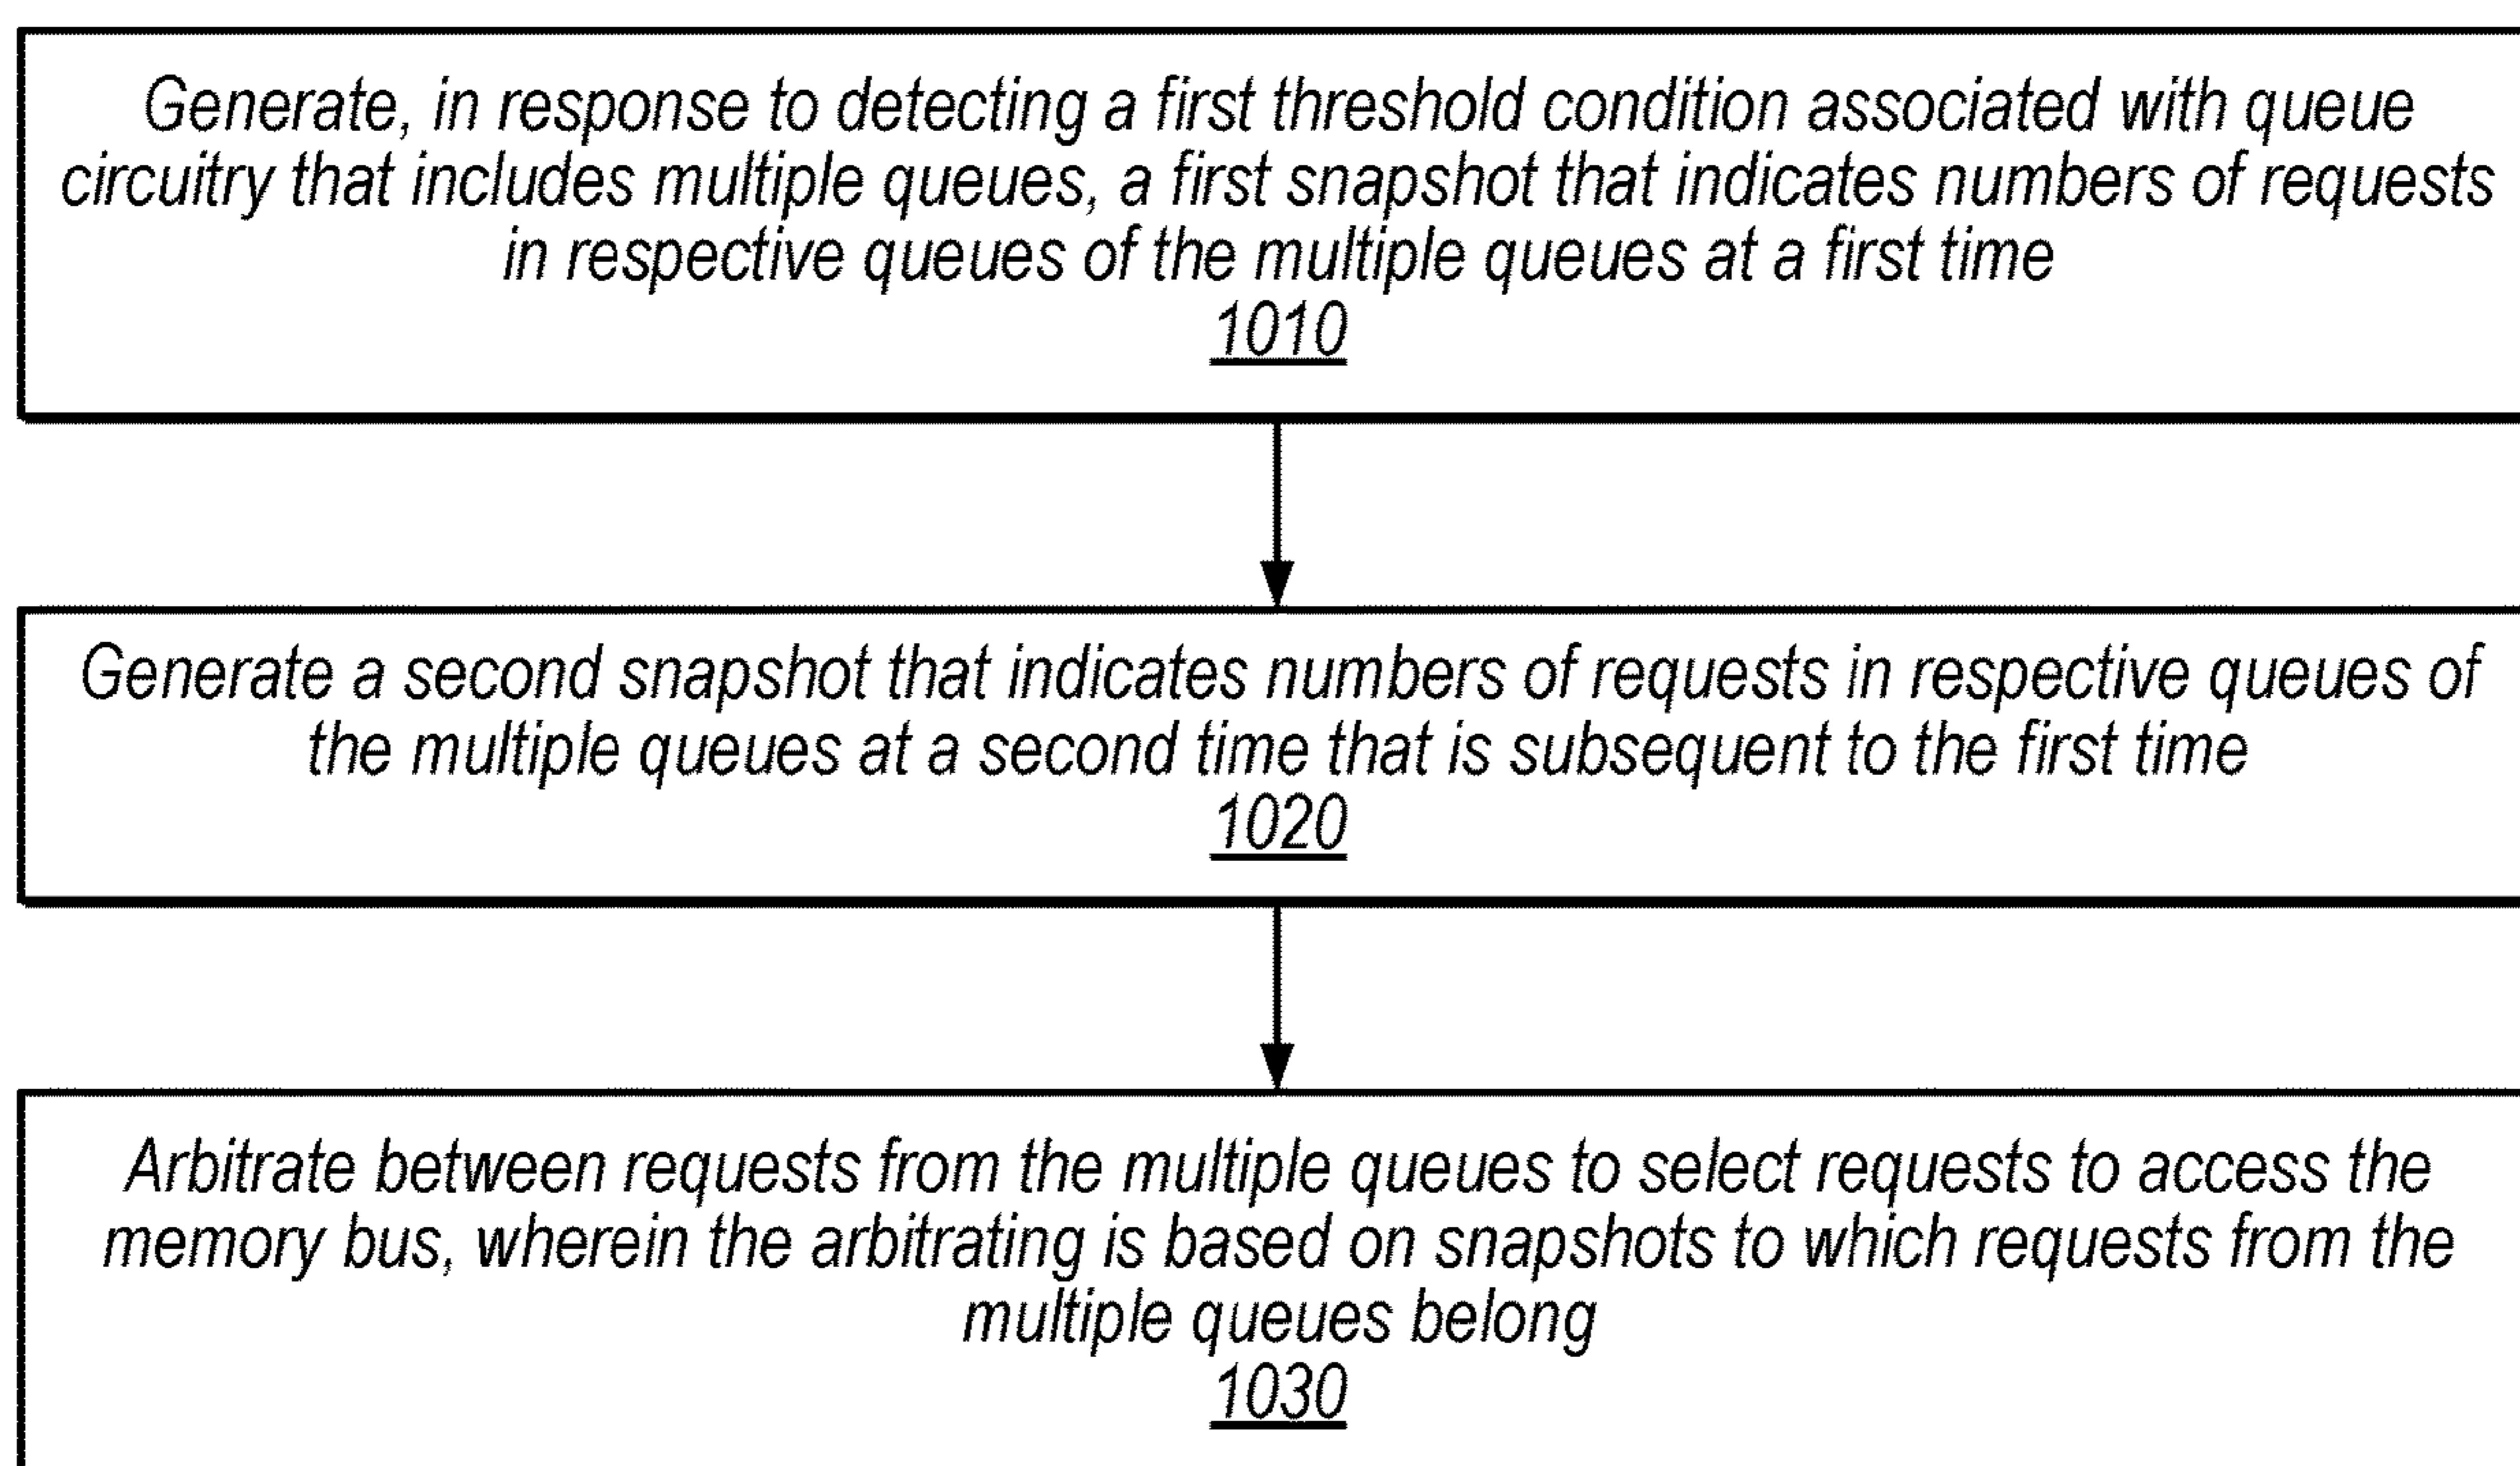 Generate, in response to detecting a first threshold condition associated with queue
circuitry that includes multiple queues, a first snapshot that indicates numbers of requests
in respective queues of the multiple queues at a first time
1010
Generate a second snapshot that indicates numbers of requests in respective queues of
the multiple queues at a second time that is subsequent to the first time
1020
Arbitrate between requests from the multiple queues to select requests to access the
memory bus, wherein the arbitrating is based on snapshots to which requests from the
multiple queues belong
1030